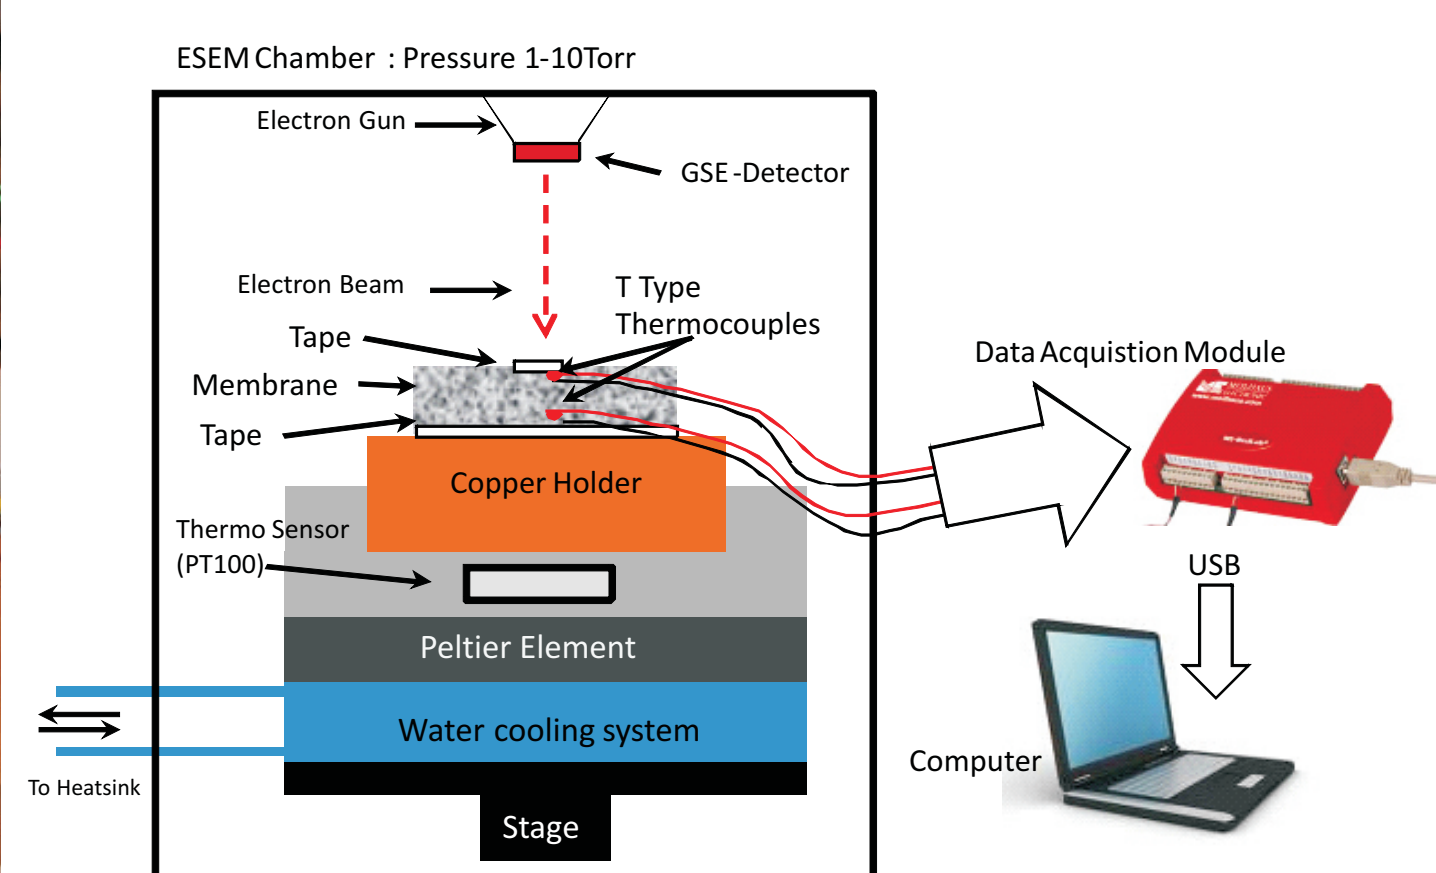 ESEM Chamber : Pressure 1-10Torr
Electron Gun
GSE-Detector
Electron Beam
T Type
Thermocouples
Tape
Membrane
Tape
Data Acquistion Module
Copper Holder
Thermo Sensor
(PT100)
USB
Peltier Element
Water cooling system
Computer
To Heatsink
Stage